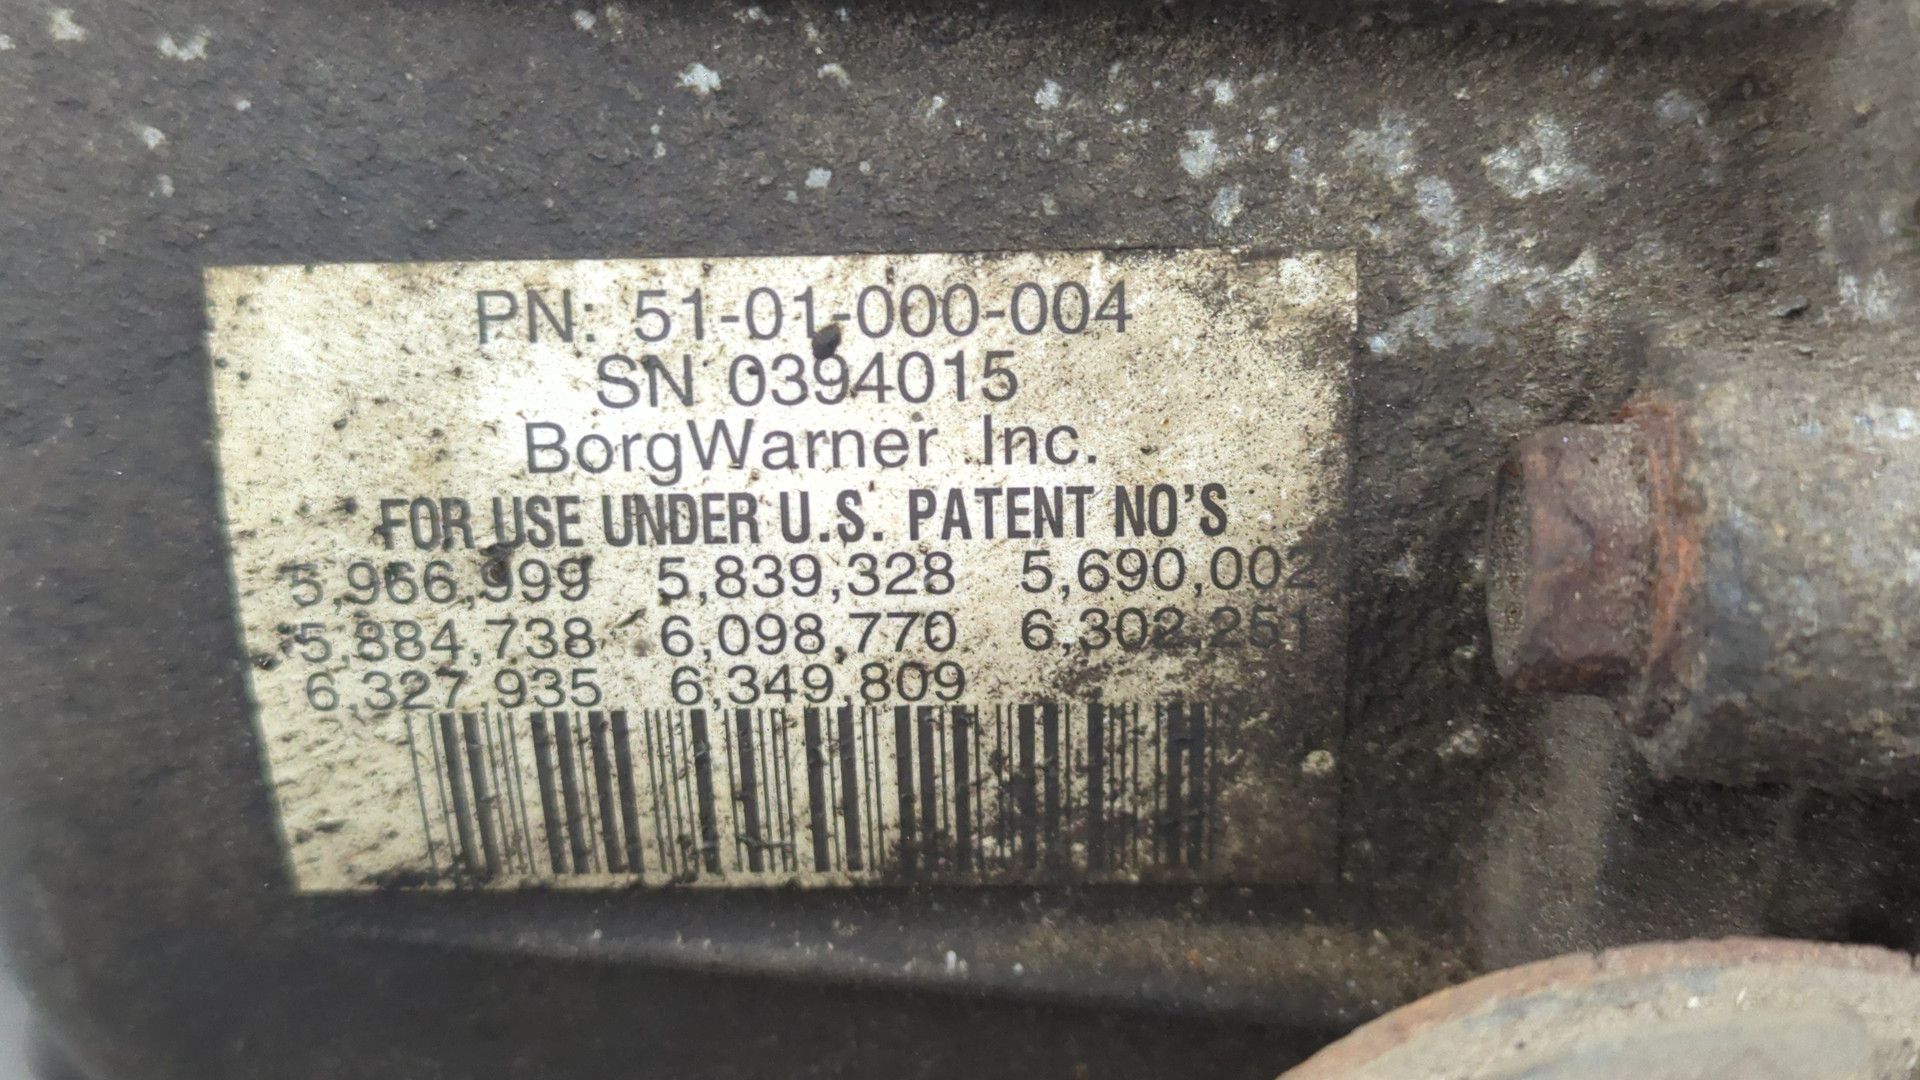 PN: 51-01-000-004
SN 0394015
BorgWarner Inc.
FOR USE UNDER U.S. PATENT NO'S
5,966,999 5,839,328 5,690,002
5,884,738 6,098,770 6,302,251
6,327,935 6,349,809